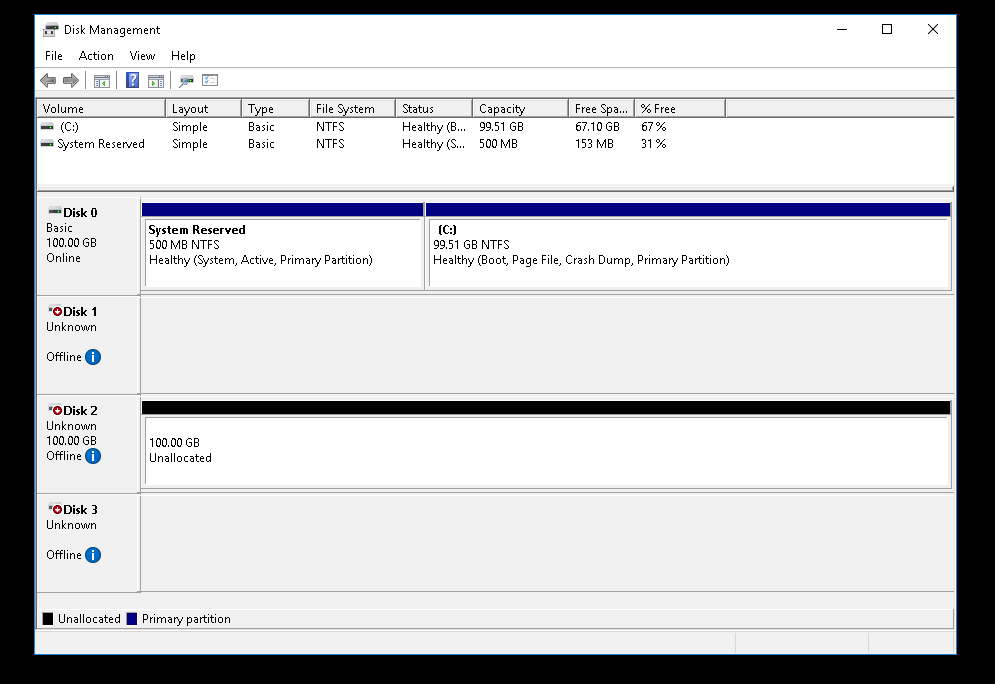 Disk Management
File Action View Help
Volume Layout Type File System Status Capacity Free Spa... % Free
(C:) Simple Basic NTFS Healthy (B... 99.51 GB 67.10 GB 67 %
System Reserved Simple Basic NTFS Healthy (S... 500 MB 153 MB 31 %
Disk 0
Basic
100.00 GB
Online
System Reserved
500 MB NTFS
Healthy (System, Active, Primary Partition)
(C:)
99.51 GB NTFS
Healthy (Boot, Page File, Crash Dump, Primary Partition)
Disk 1
Unknown
Offline
Disk 2
Unknown
100.00 GB
Offline
100.00 GB
Unallocated
Disk 3
Unknown
Offline
Unallocated Primary partition